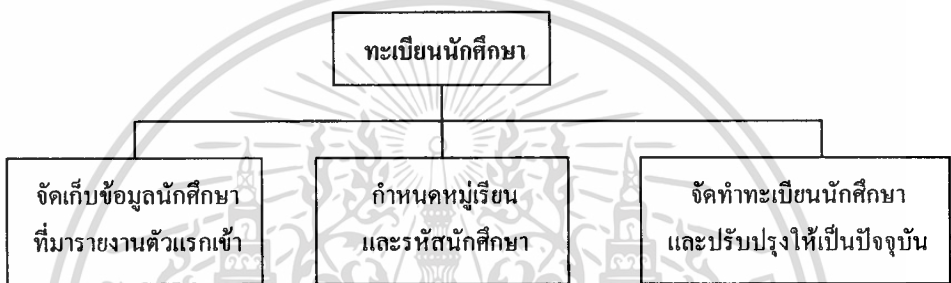 ทะเบียนนักศึกษา
จัดเก็บข้อมูลนักศึกษา
ที่มารายงานตัวแรกเข้า
กำหนดหมู่เรียน
และรหัสนักศึกษา
จัดทำทะเบียนนักศึกษา
และปรับปรุงให้เป็นปัจจุบัน